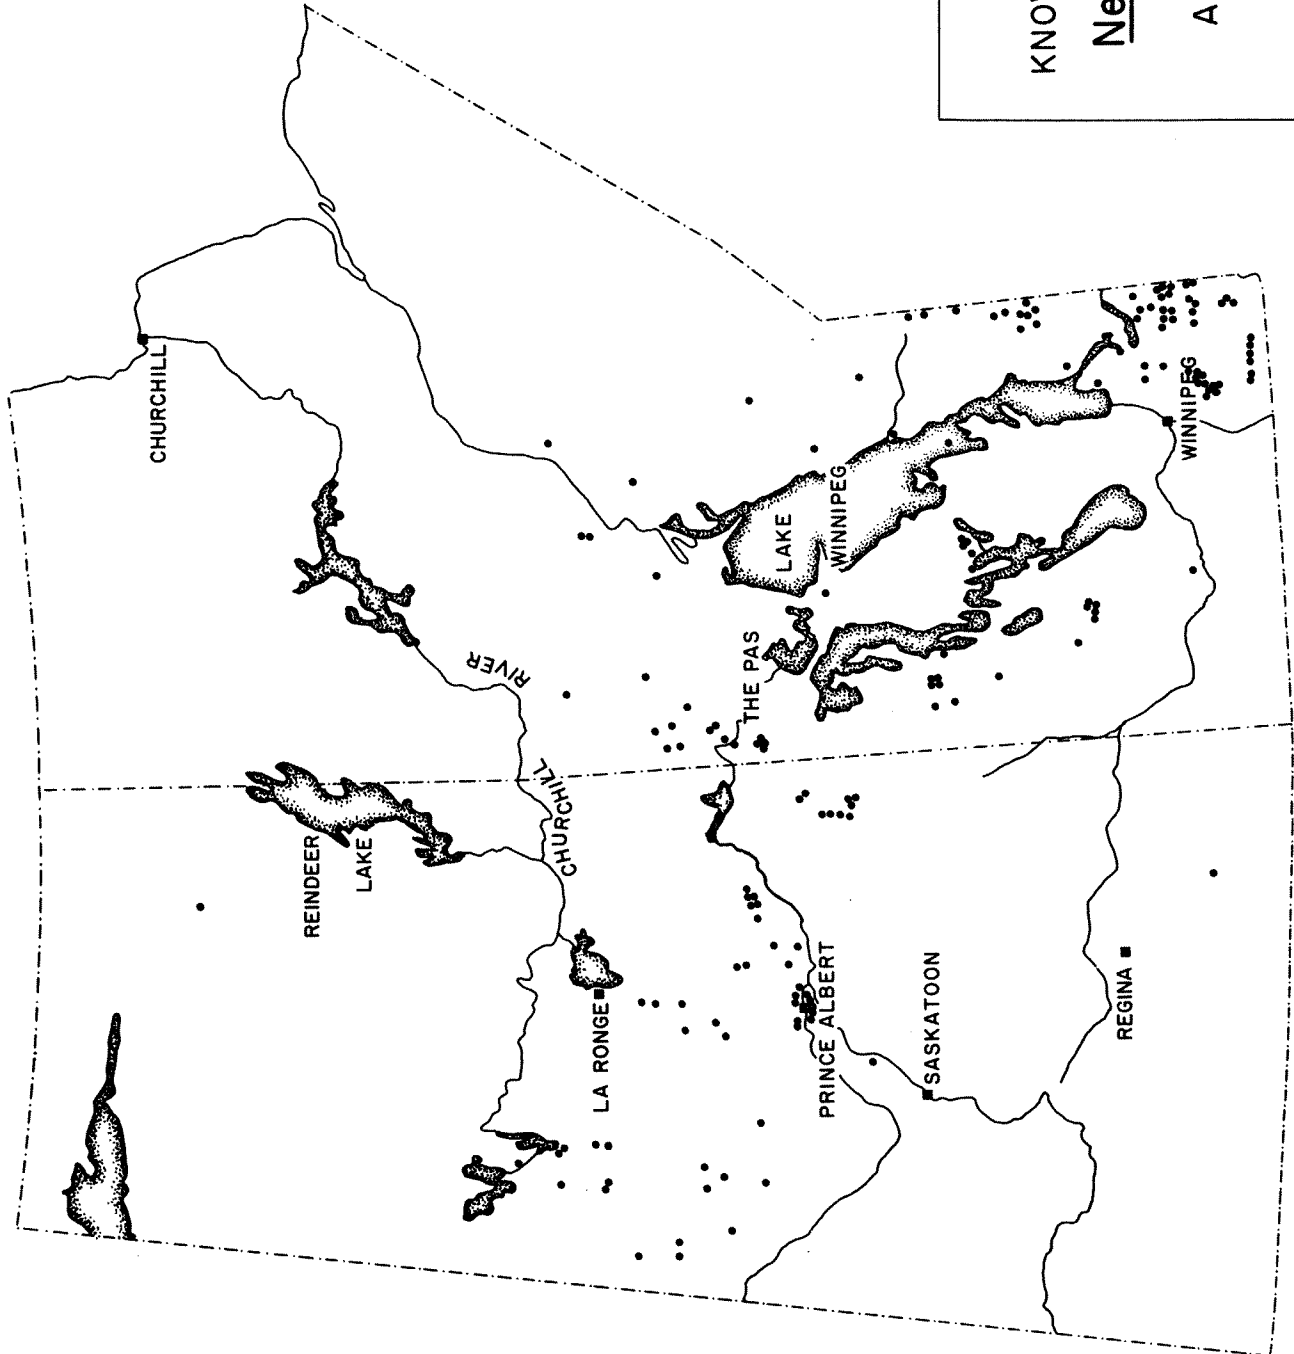 CHURCHILL
REINDEER
LAKE
CHURCHILL
RIVER
LA RONGE
THE PAS
LAKE
WINNIPEG
PRINCE ALBERT
SASKATOON
REGINA
WINNIPEG
A